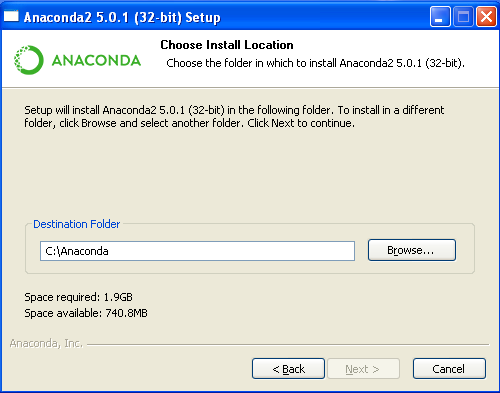 Anaconda2 5.0.1 (32-bit) Setup
Choose Install Location
ANACONDA
Choose the folder in which to install Anaconda2 5.0.1 (32-bit).
Setup will install Anaconda2 5.0.1 (32-bit) in the following folder. To install in a different
folder, click Browse and select another folder. Click Next to continue.
Destination Folder
C:\Anaconda
Browse...
Space required: 1.9GB
Space available: 740.8MB
Anaconda, Inc.
< Back
Next >
Cancel